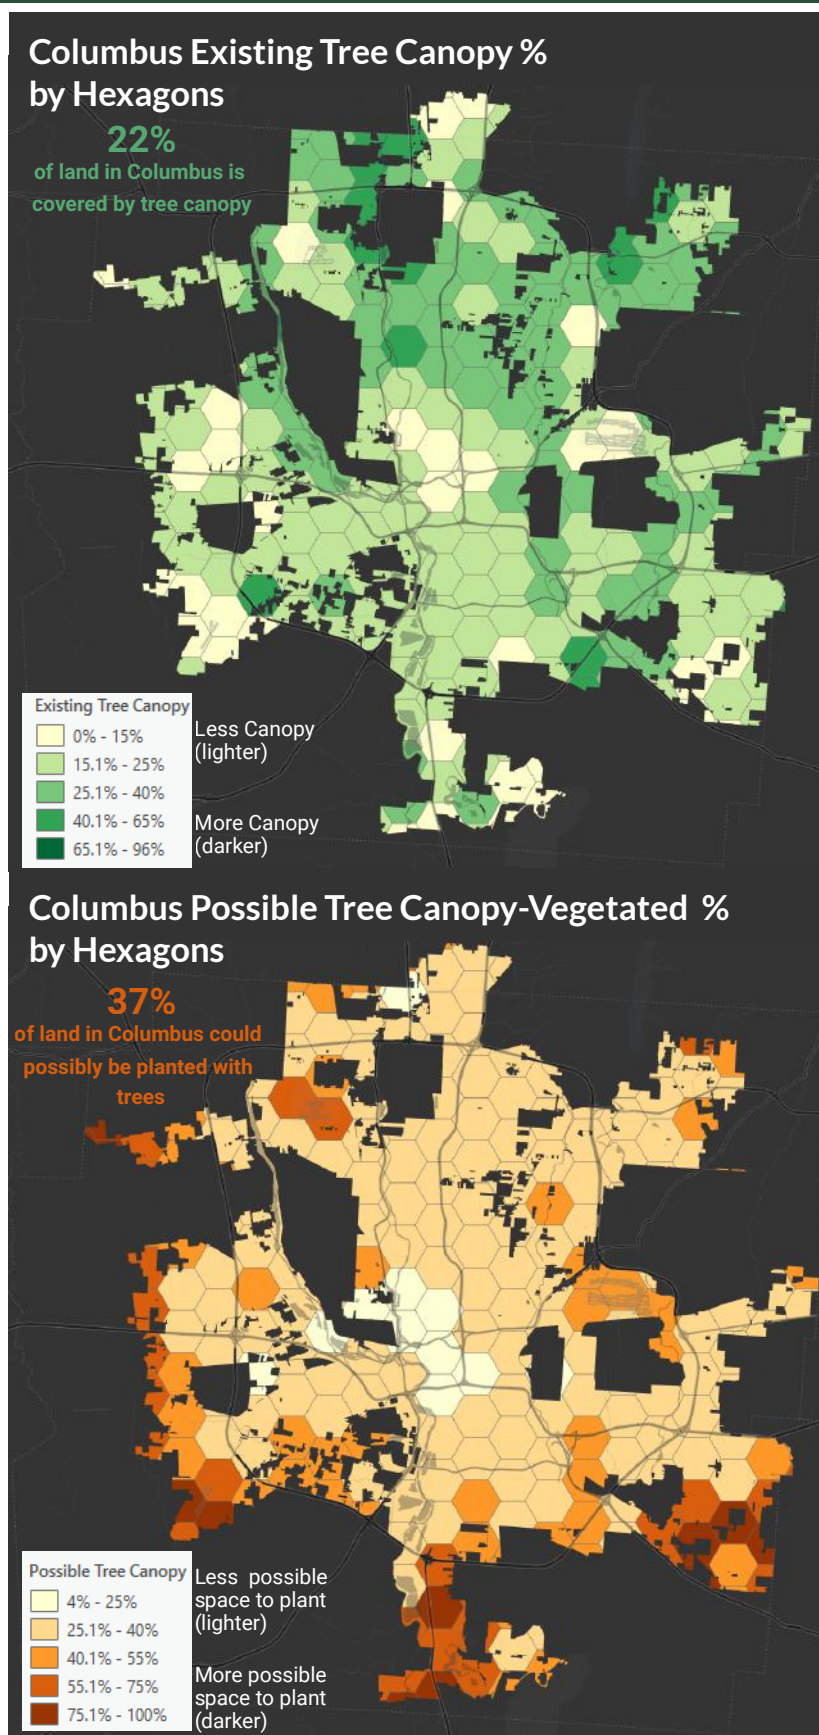 Columbus Existing Tree Canopy %
by Hexagons
22%
of land in Columbus is
covered by tree canopy
Existing Tree Canopy
0% - 15%
15.1% - 25%
25.1% - 40%
40.1% - 65%
65.1% - 96%
Less Canopy
(lighter)
More Canopy
(darker)
Columbus Possible Tree Canopy-Vegetated %
by Hexagons
37%
of land in Columbus could
possibly be planted with
trees
Possible Tree Canopy
4% - 25%
25.1% - 40%
40.1% - 55%
55.1% - 75%
75.1% - 100%
Less possible
space to plant
(lighter)
More possible
space to plant
(darker)